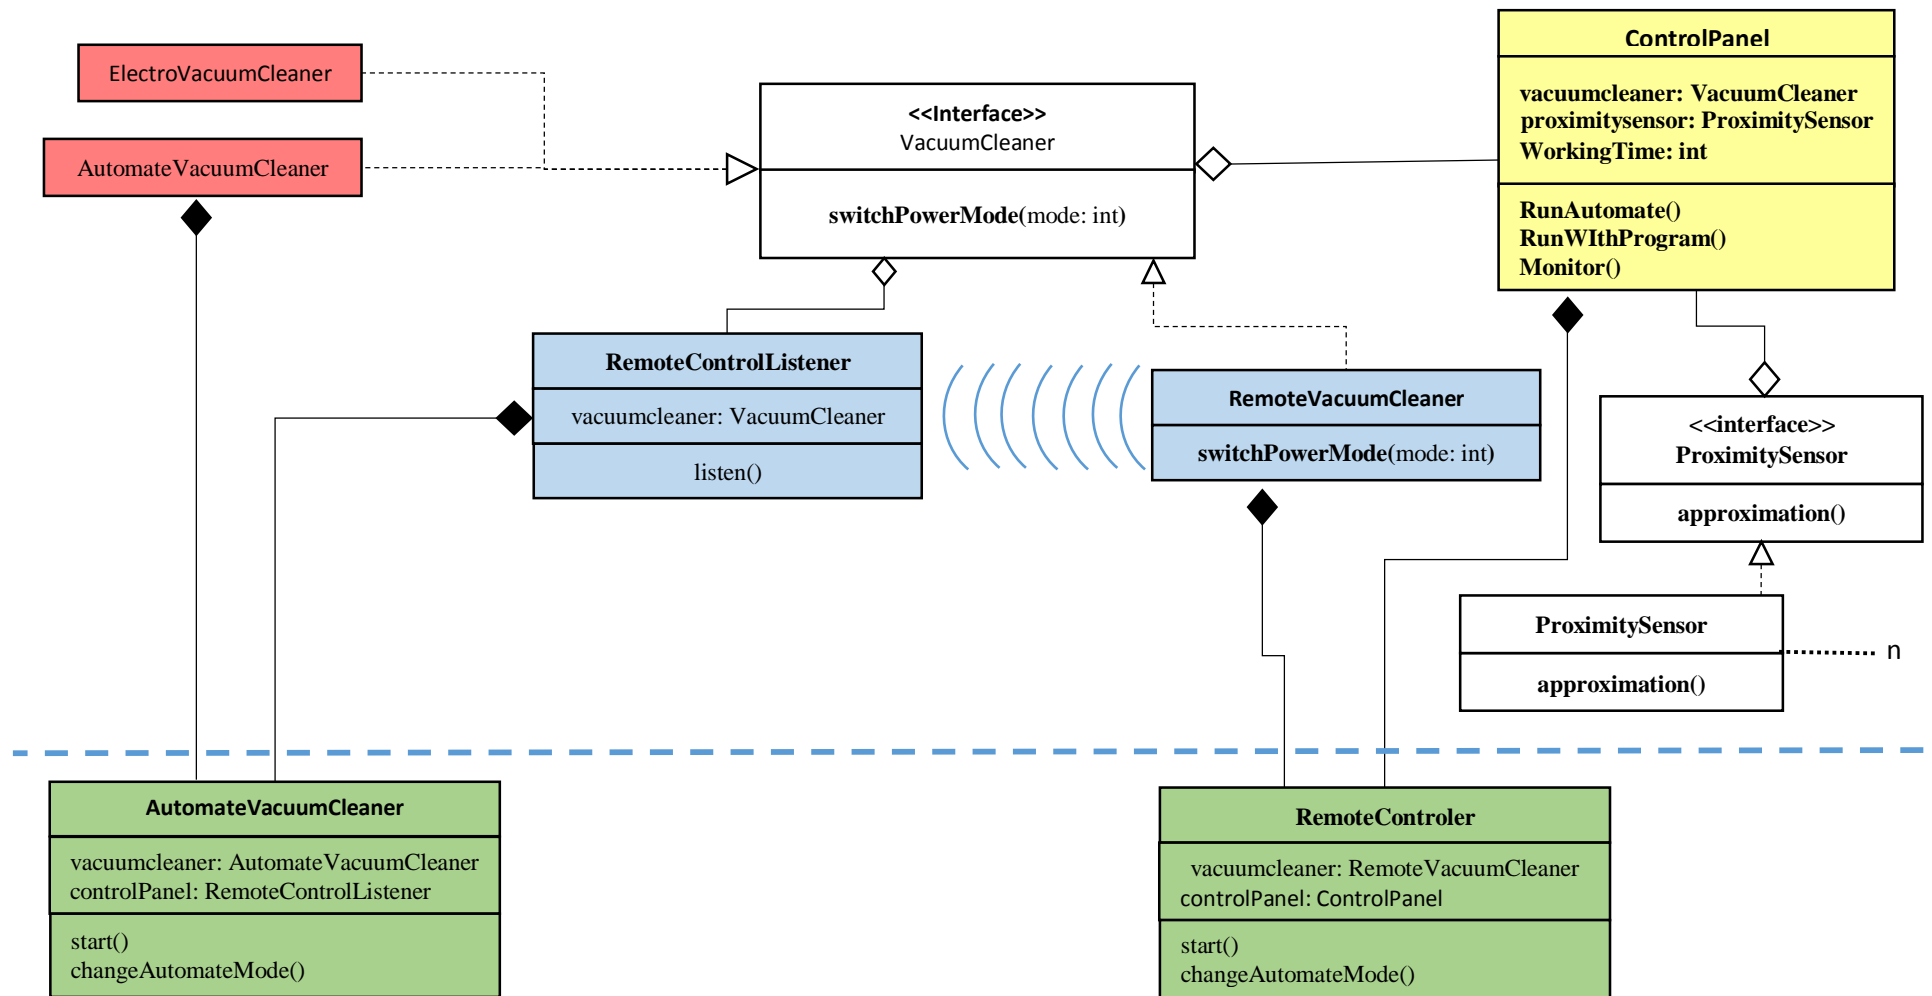 ElectroVacuumCleaner
AutomateVacuumCleaner
<<Interface>>
VacuumCleaner
switchPowerMode(mode: int)
ControlPanel
vacuumcleaner: VacuumCleaner
proximitysensor: ProximitySensor
WorkingTime: int
RunAutomate()
RunWIthProgram()
Monitor()
RemoteControlListener
vacuumcleaner: VacuumCleaner
listen()
RemoteVacuumCleaner
switchPowerMode(mode: int)
<<interface>>
ProximitySensor
approximation()
ProximitySensor
approximation()
n
AutomateVacuumCleaner
vacuumcleaner: AutomateVacuumCleaner
controlPanel: RemoteControlListener
start()
changeAutomateMode()
RemoteControler
vacuumcleaner: RemoteVacuumCleaner
controlPanel: ControlPanel
start()
changeAutomateMode()